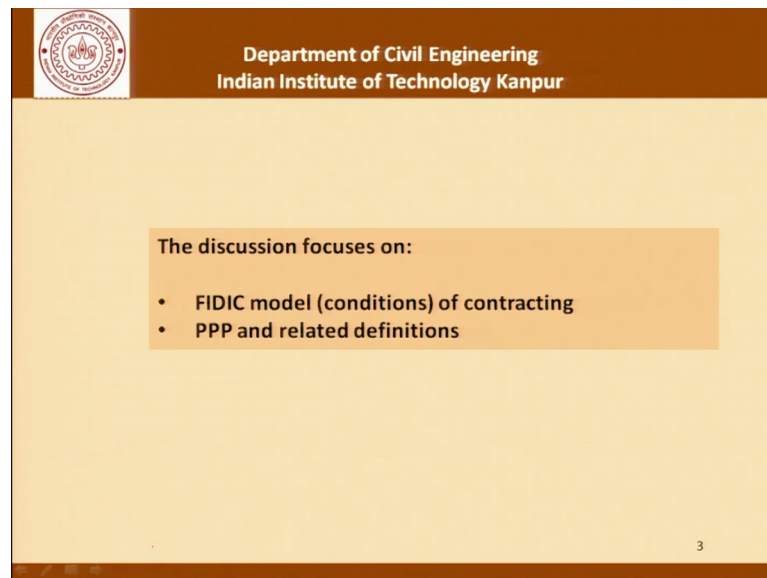 Department of Civil Engineering
Indian Institute of Technology Kanpur
The discussion focuses on:
• FIDIC model (conditions) of contracting
• PPP and related definitions
3